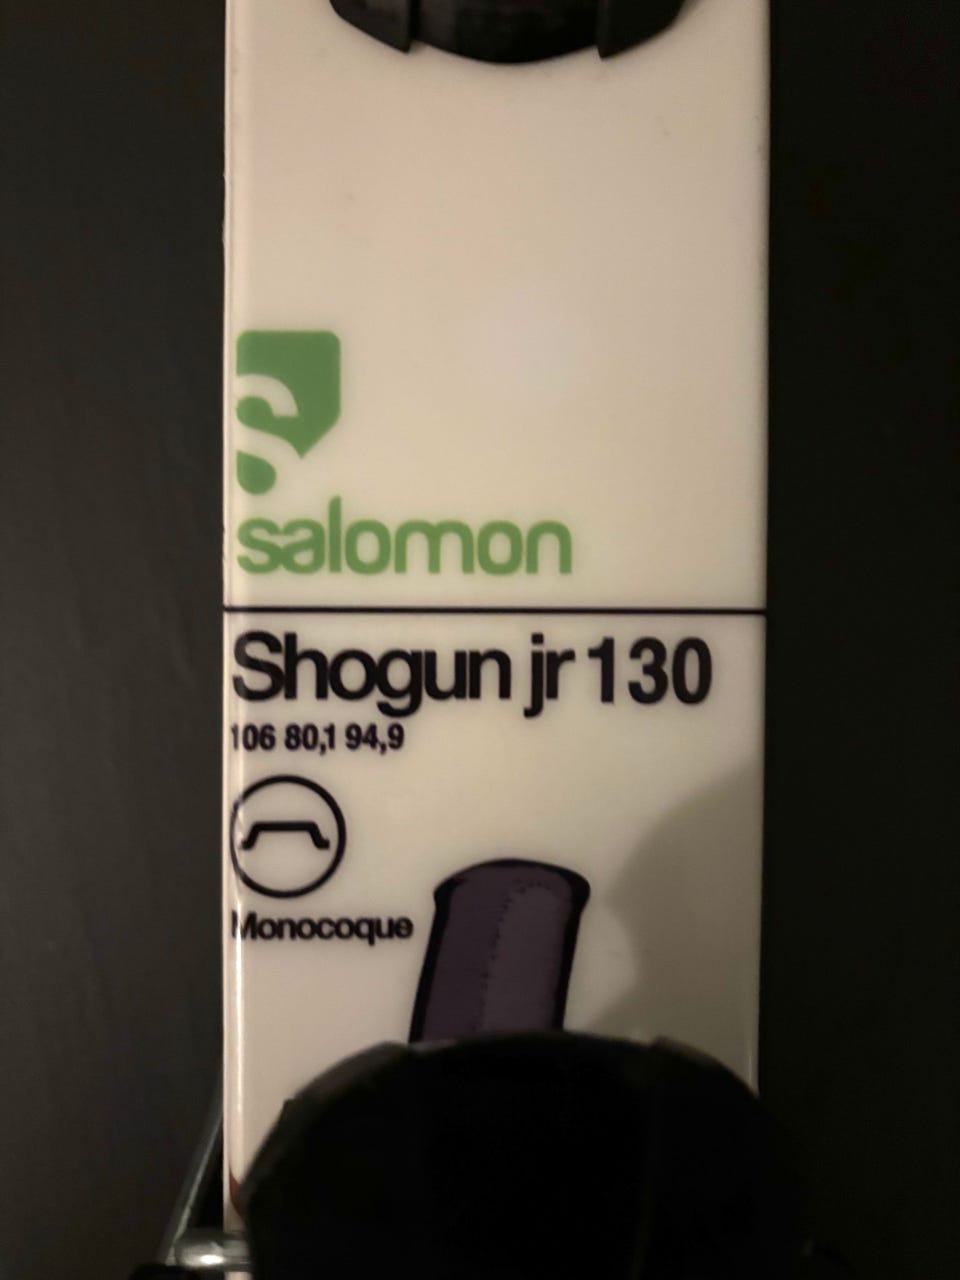 salomon
Shogun jr 130
106 80,1 94,9
Monocoque